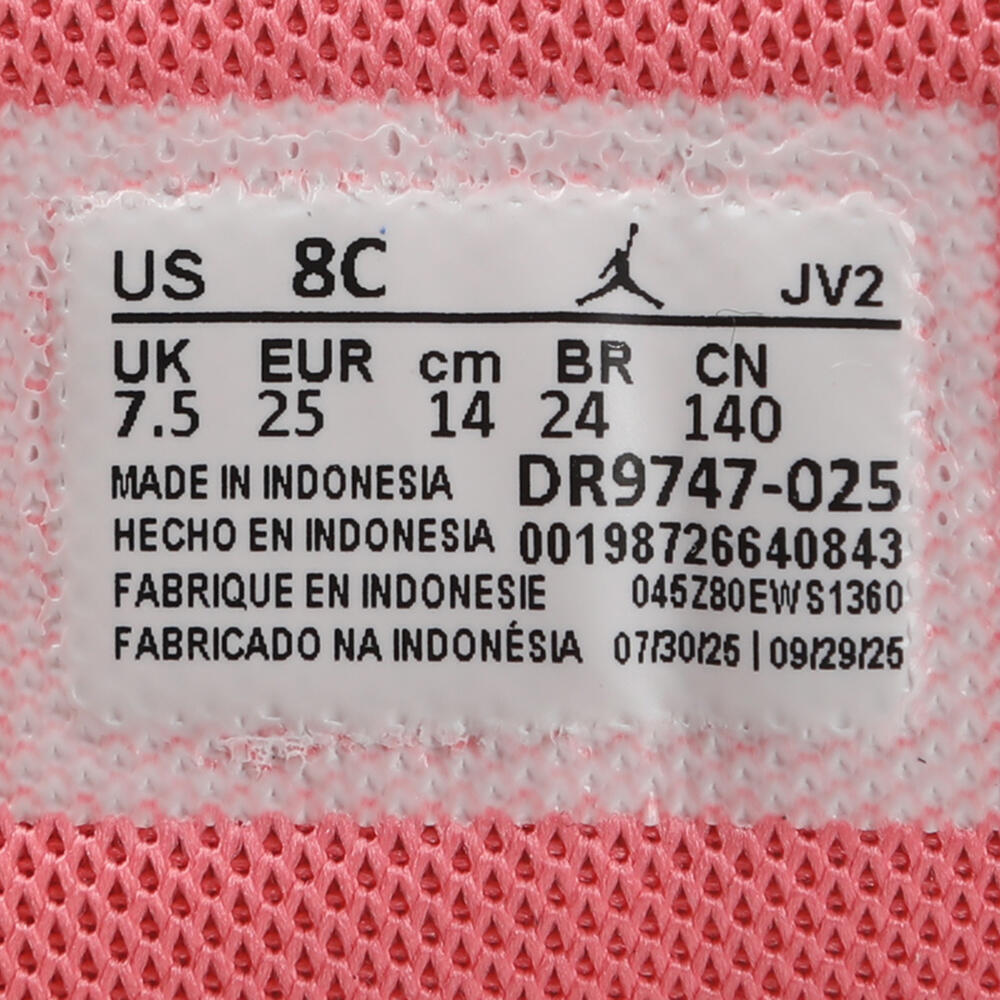 US 8C JV2
UK EUR cm BR CN
7.5 25 14 24 140
MADE IN INDONESIA DR9747-025
HECHO EN INDONESIA 00198726640843
FABRIQUE EN INDONESIE 045Z80EWS1360
FABRICADO NA INDONÉSIA 07/30/25 | 09/29/25